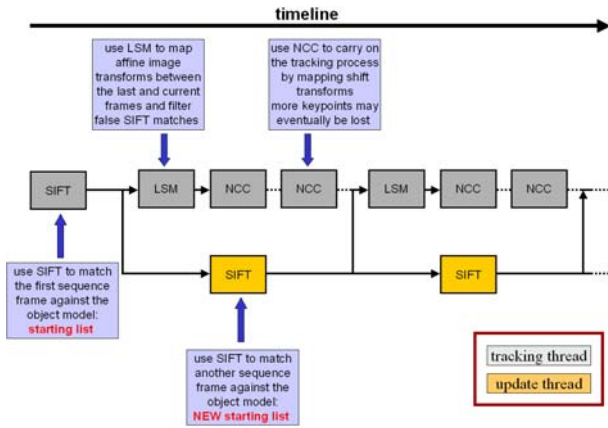 timeline
use LSM to map
affine image
transforms between
the last and current
frames and filter
false SIFT matches
use NCC to carry on
the tracking process
by mapping shift
transforms
more keypoints may
eventually be lost
SIFT
LSM
NCC
NCC
LSM
NCC
NCC
SIFT
SIFT
use SIFT to match
the first sequence
frame against the
object model:
starting list
use SIFT to match
another sequence
frame against the
object model:
NEW starting list
tracking thread
update thread